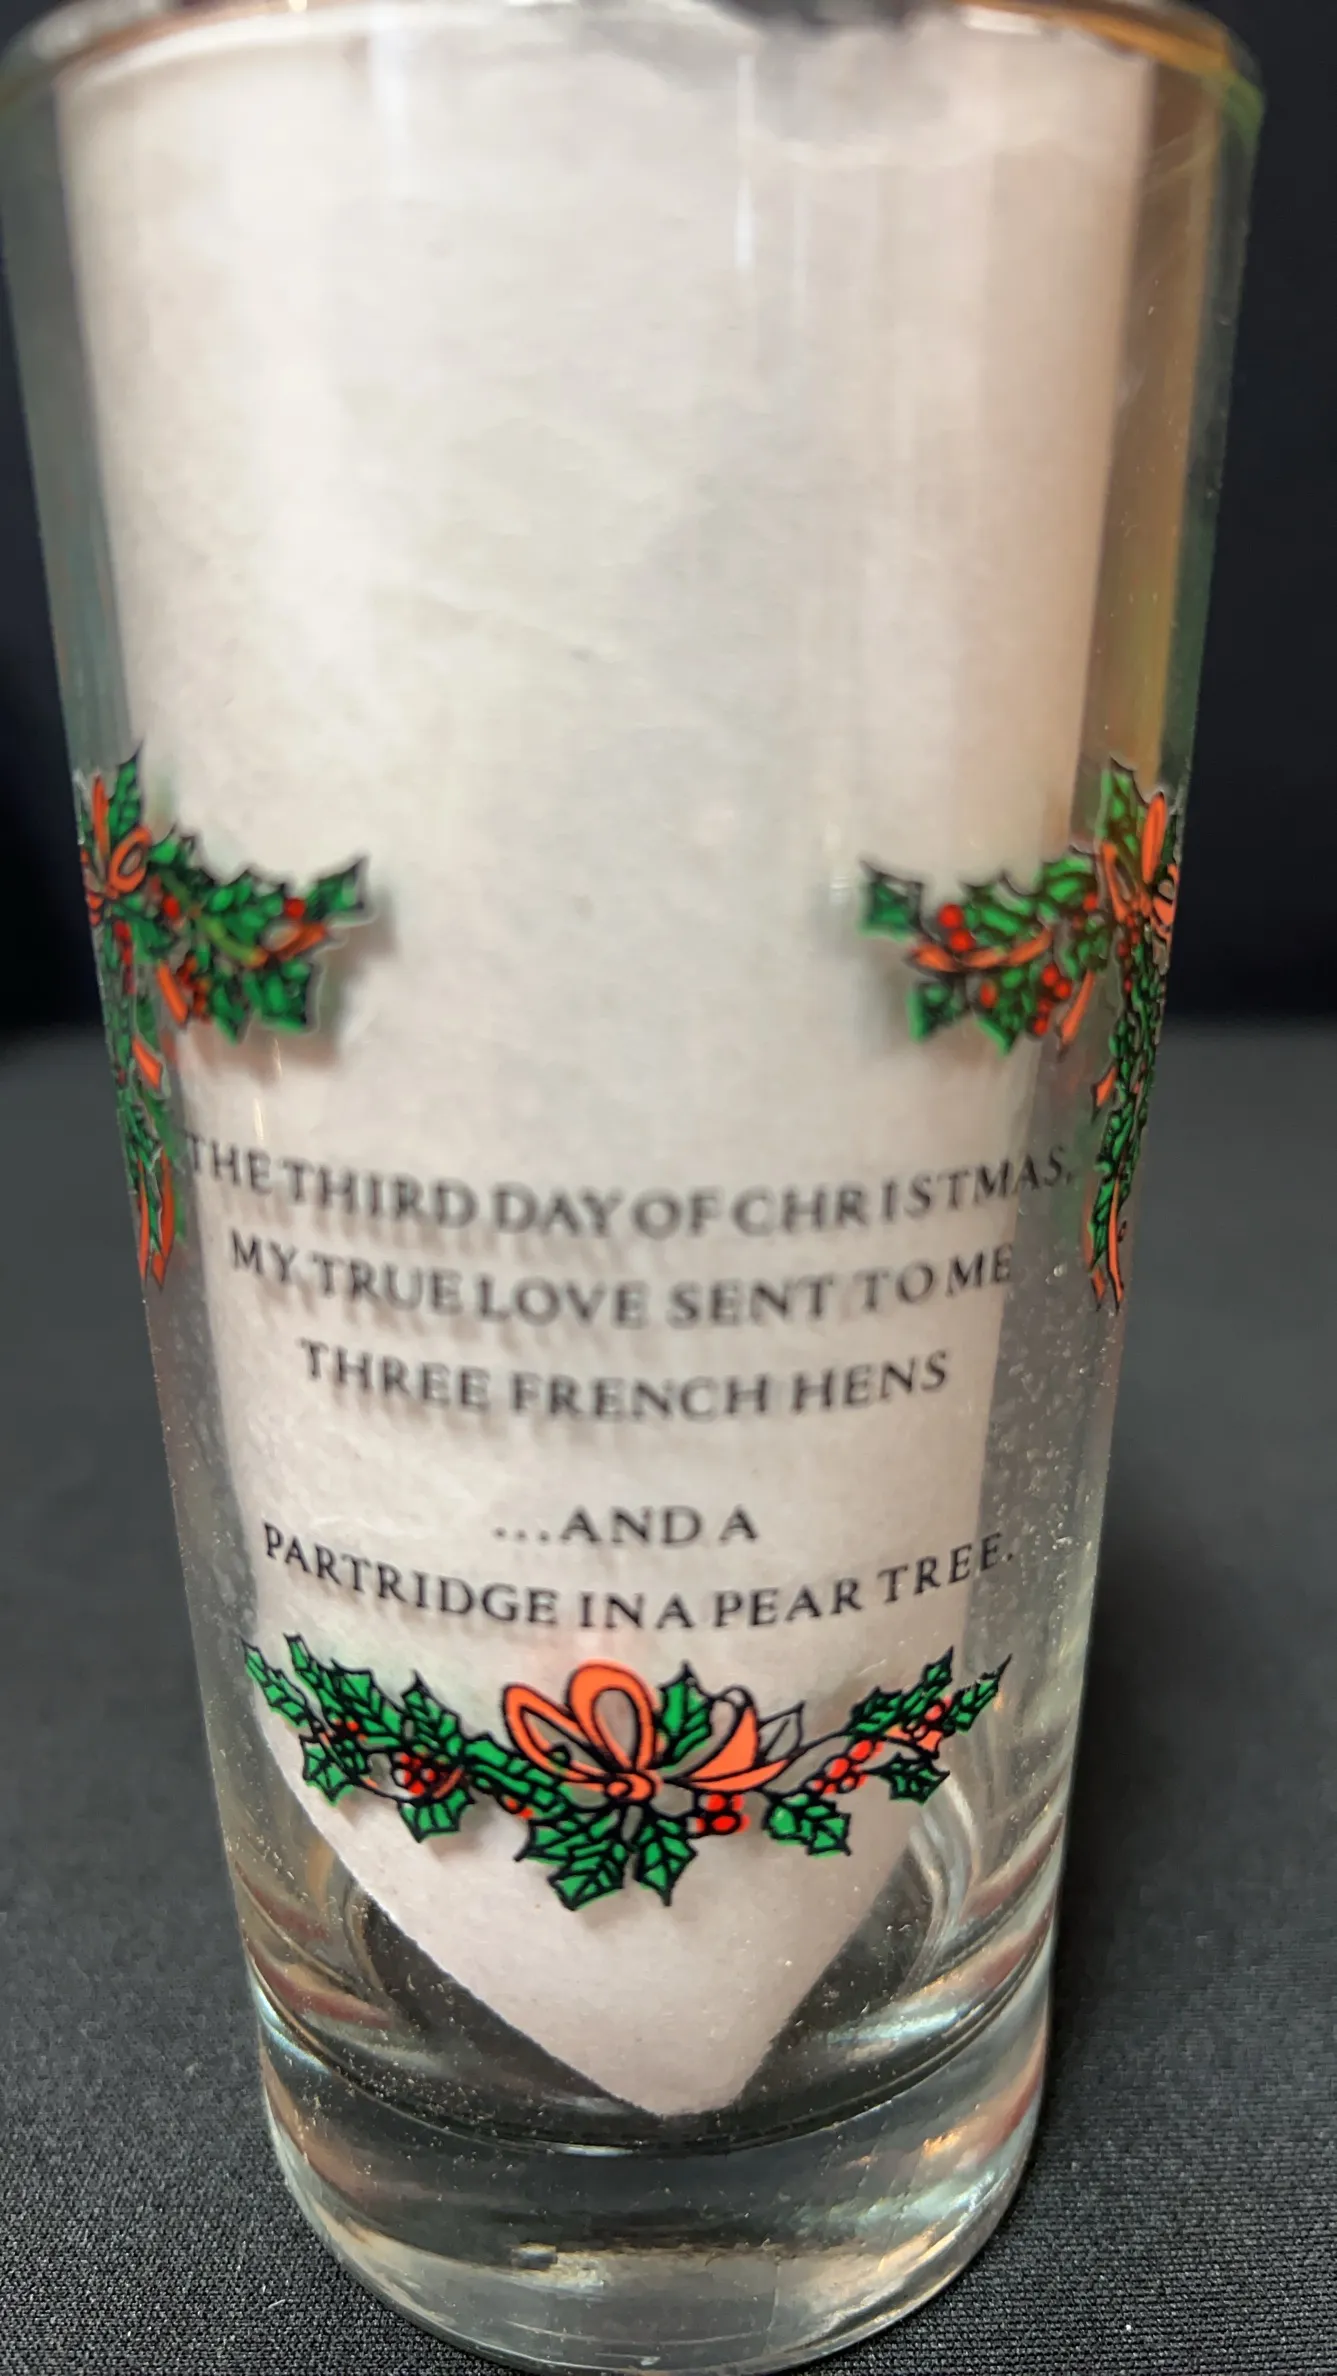 THE THIRD DAY OF CHRISTMAS,
MY TRUE LOVE SENT TO ME
THREE FRENCH HENS
...AND A
PARTRIDGE IN A PEAR TREE.